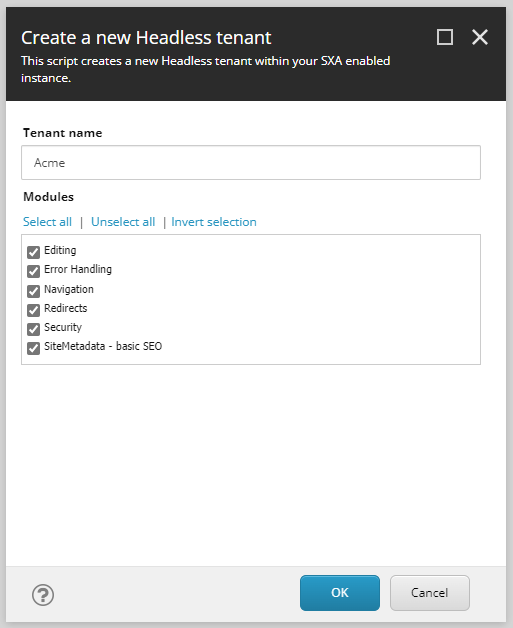 Create a new Headless tenant
This script creates a new Headless tenant within your SXA enabled
instance.
Tenant name
Acme
Modules
Select all | Unselect all | Invert selection
Editing
Error Handling
Navigation
Redirects
Security
SiteMetadata - basic SEO
?
OK
Cancel